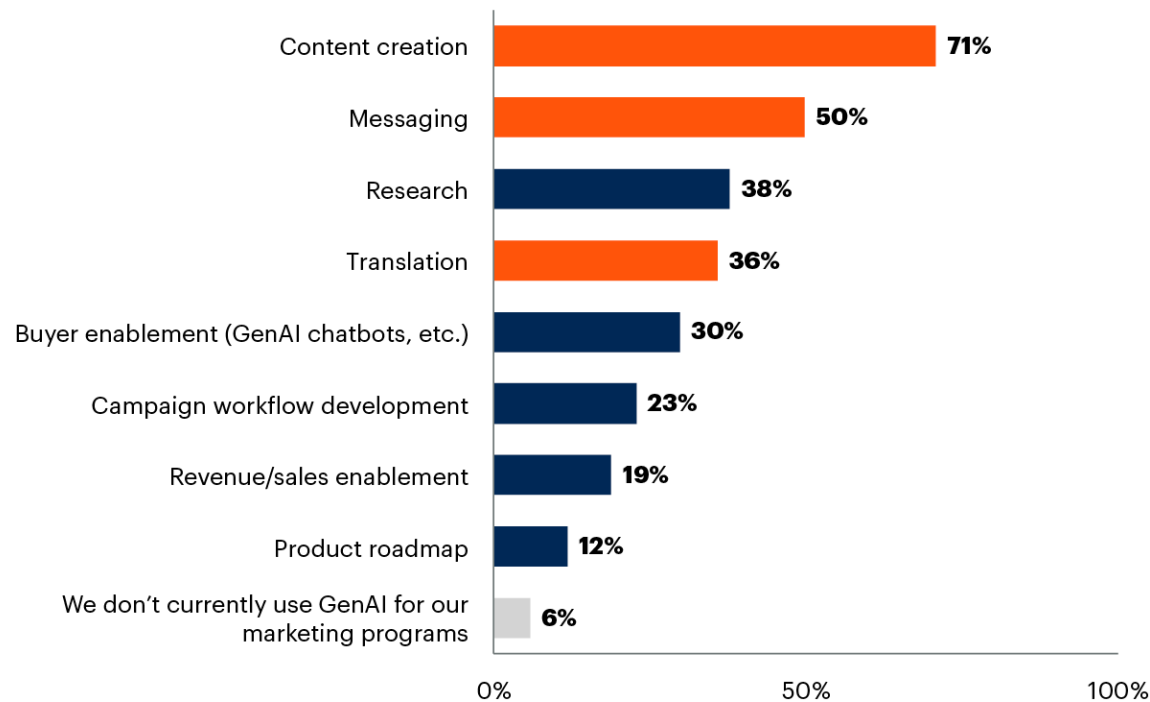 Content creation 71%
Messaging 50%
Research 38%
Translation 36%
Buyer enablement (GenAI chatbots, etc.) 30%
Campaign workflow development 23%
Revenue/sales enablement 19%
Product roadmap 12%
We don’t currently use GenAI for our
marketing programs 6%
0% 50% 100%